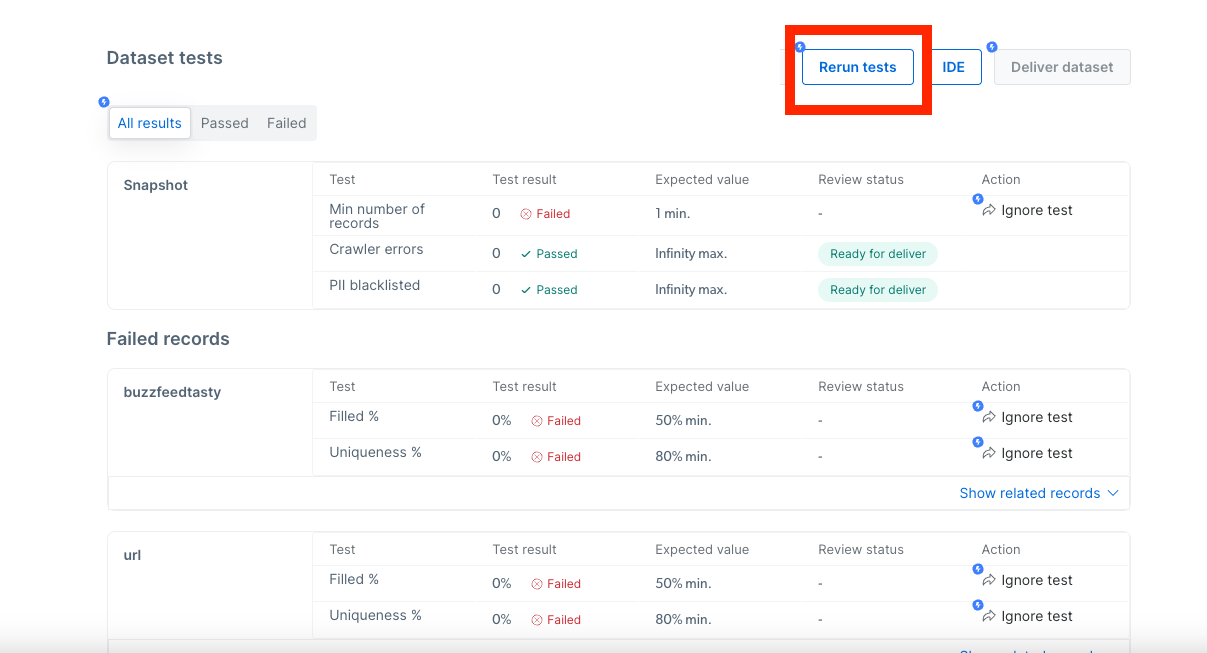 Dataset tests
Rerun tests
IDE
Deliver dataset
All results Passed Failed
Snapshot
Test Test result Expected value Review status Action
Min number of
records
0 Failed 1 min. - Ignore test
Crawler errors 0 Passed Infinity max. Ready for deliver
PII blacklisted 0 Passed Infinity max. Ready for deliver
Failed records
buzzfeedtasty
Test Test result Expected value Review status Action
Filled % 0% Failed 50% min. - Ignore test
Uniqueness % 0% Failed 80% min. - Ignore test
Show related records
url
Test Test result Expected value Review status Action
Filled % 0% Failed 50% min. - Ignore test
Uniqueness % 0% Failed 80% min. - Ignore test